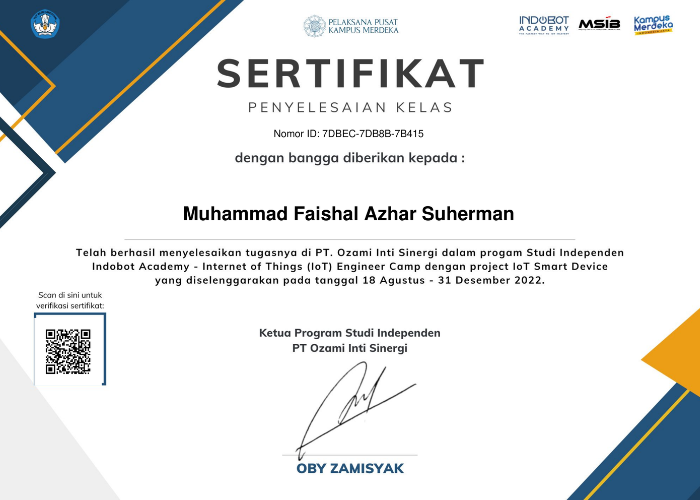 PELAKSANA PUSAT
KAMPUS MERDEKA
INDOBOT
ACADEMY
MSIB
Kampus
Merdeka
SERTIFIKAT
PENYELESAIAN KELAS
Nomor ID: 7DBEC-7DB8B-7B415
dengan bangga diberikan kepada :
Muhammad Faishal Azhar Suherman
Telah berhasil menyelesaikan tugasnya di PT. Ozami Inti Sinergi dalam progam Studi Independen
Indobot Academy - Internet of Things (IoT) Engineer Camp dengan project IoT Smart Device
yang diselenggarakan pada tanggal 18 Agustus - 31 Desember 2022.
Scan di sini untuk
verifikasi sertifikat:
Ketua Program Studi Independen
PT Ozami Inti Sinergi
OBY ZAMISYAK